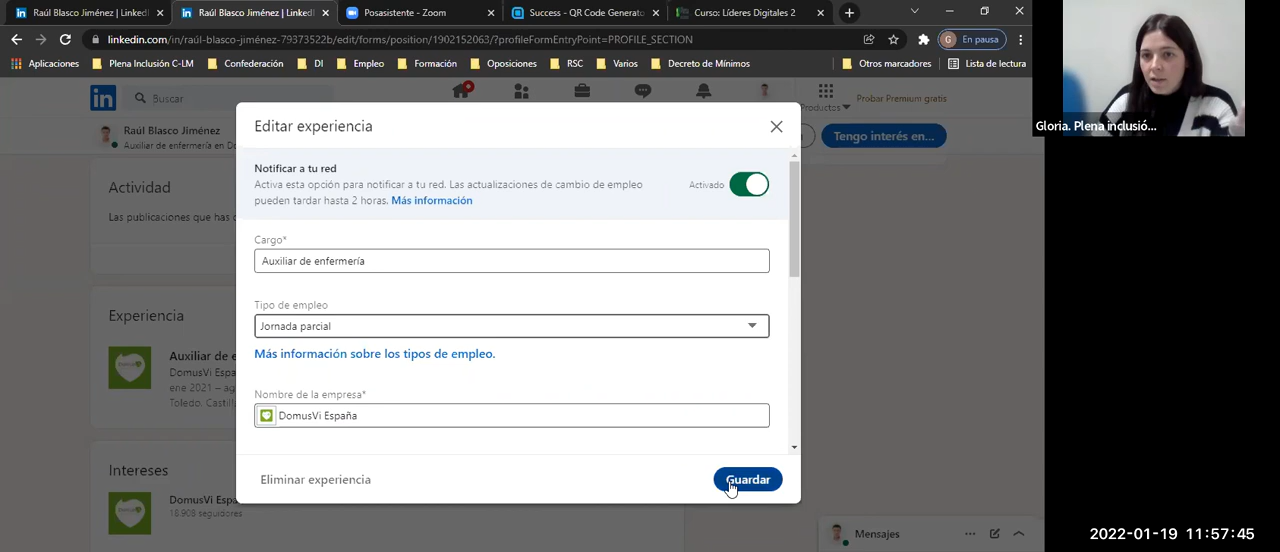 Raúl Blasco Jiménez | LinkedI
Raúl Blasco Jiménez | LinkedI
Posasistente - Zoom
Success - QR Code Generato
Curso: Líderes Digitales 2
linkedin.com/in/raúl-blasco-jiménez-79373522b/edit/forms/position/1902152063/?profileFormEntryPoint=PROFILE_SECTION
G
En pausa
Aplicaciones
Plena Inclusión C-LM
Confederación
DI
Empleo
Formación
Oposiciones
RSC
Varios
Decreto de Mínimos
Otros marcadores
Lista de lectura
in
Buscar
Productos
Probar Premium gratis
Raúl Blasco Jiménez
Auxiliar de enfermería en Do
Tengo interés en...
Actividad
Las publicaciones que has c
Experiencia
Auxiliar de e
DomusVi Espa
ene 2021 – a
Toledo, Castil
Intereses
DomusVi Espa
18.908 seguidores
Editar experiencia
Notificar a tu red
Activa esta opción para notificar a tu red. Las actualizaciones de cambio de empleo
pueden tardar hasta 2 horas. Más información
Activado
Cargo*
Auxiliar de enfermería
Tipo de empleo
Jornada parcial
Más información sobre los tipos de empleo.
Nombre de la empresa*
DomusVi España
Eliminar experiencia
Guardar
Mensajes
Gloria. Plena inclusió...
2022-01-19 11:57:45